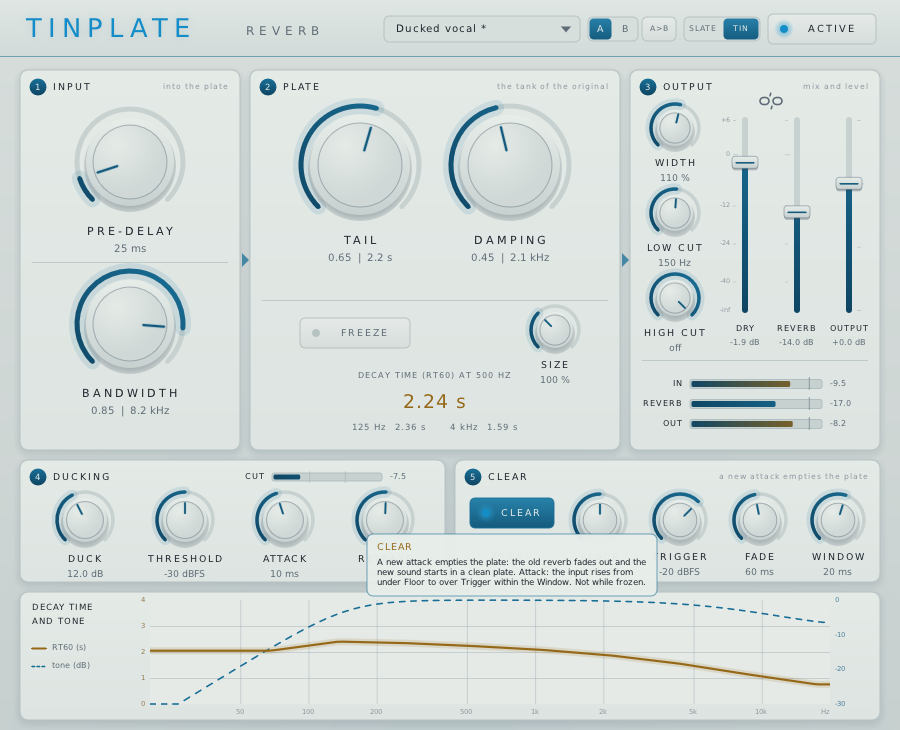 TINPLATE REVERB Ducked vocal * A B A>B SLATE TIN ACTIVE
1 INPUT into the plate
PRE-DELAY
25 ms
BANDWIDTH
0.85 | 8.2 kHz
2 PLATE the tank of the original
TAIL DAMPING
0.65 | 2.2 s 0.45 | 2.1 kHz
FREEZE
SIZE
100 %
DECAY TIME (RT60) AT 500 HZ
2.24 s
125 Hz 2.36 s 4 kHz 1.59 s
3 OUTPUT mix and level
WIDTH
110 %
LOW CUT
150 Hz
HIGH CUT
off
+6
0
-12
-24
-40
-inf
DRY REVERB OUTPUT
-1.9 dB -14.0 dB +0.0 dB
IN -9.5
REVERB -17.0
OUT -8.2
4 DUCKING CUT -7.5
DUCK THRESHOLD ATTACK R
12.0 dB -30 dBFS 10 ms
5 CLEAR a new attack empties the plate
CLEAR
TRIGGER FADE WINDOW
-20 dBFS 60 ms 20 ms
CLEAR
A new attack empties the plate: the old reverb fades out and the
new sound starts in a clean plate. Attack: the input rises from
under Floor to over Trigger within the Window. Not while frozen.
DECAY TIME
AND TONE
RT60 (s)
tone (dB)
4
3
2
1
0
0
-10
-20
-30
50 100 200 500 1k 2k 5k 10k Hz